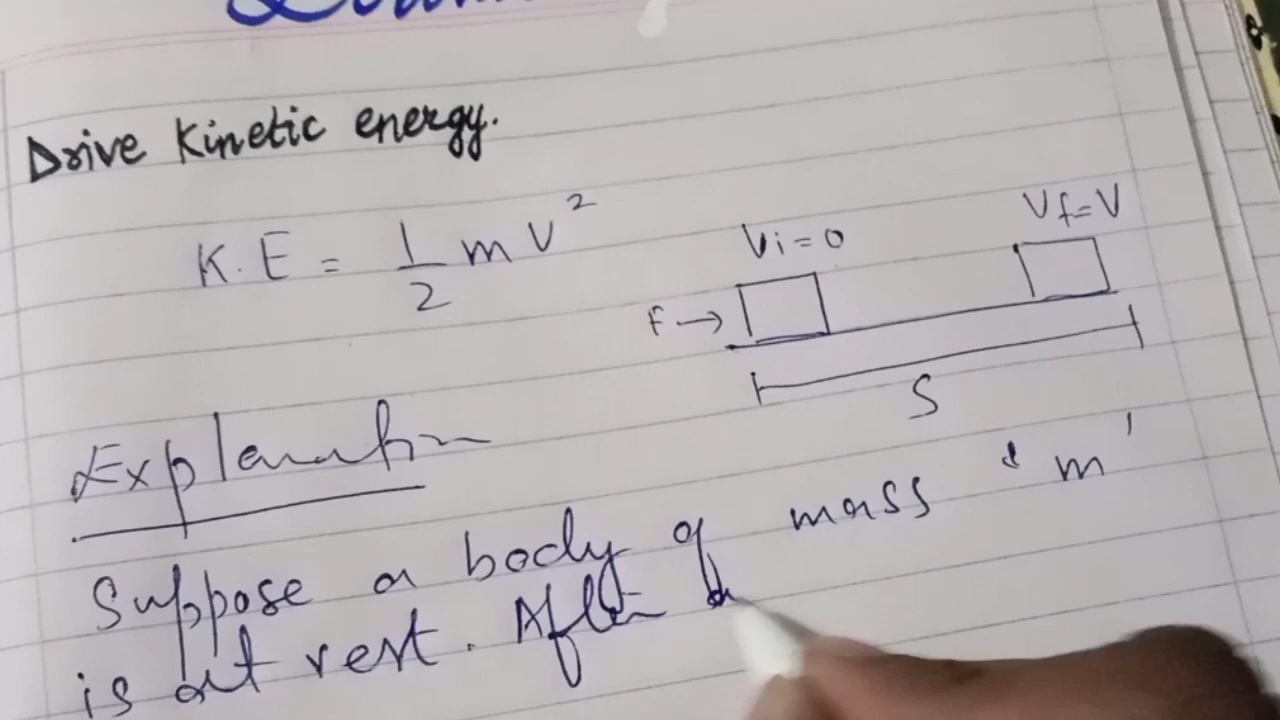 Drive Kinetic energy.
K.E = 1/2 mv²
Vi=0
Vf=V
F→
S
Explanation
Suppose a body of mass 'm'
is at rest. After